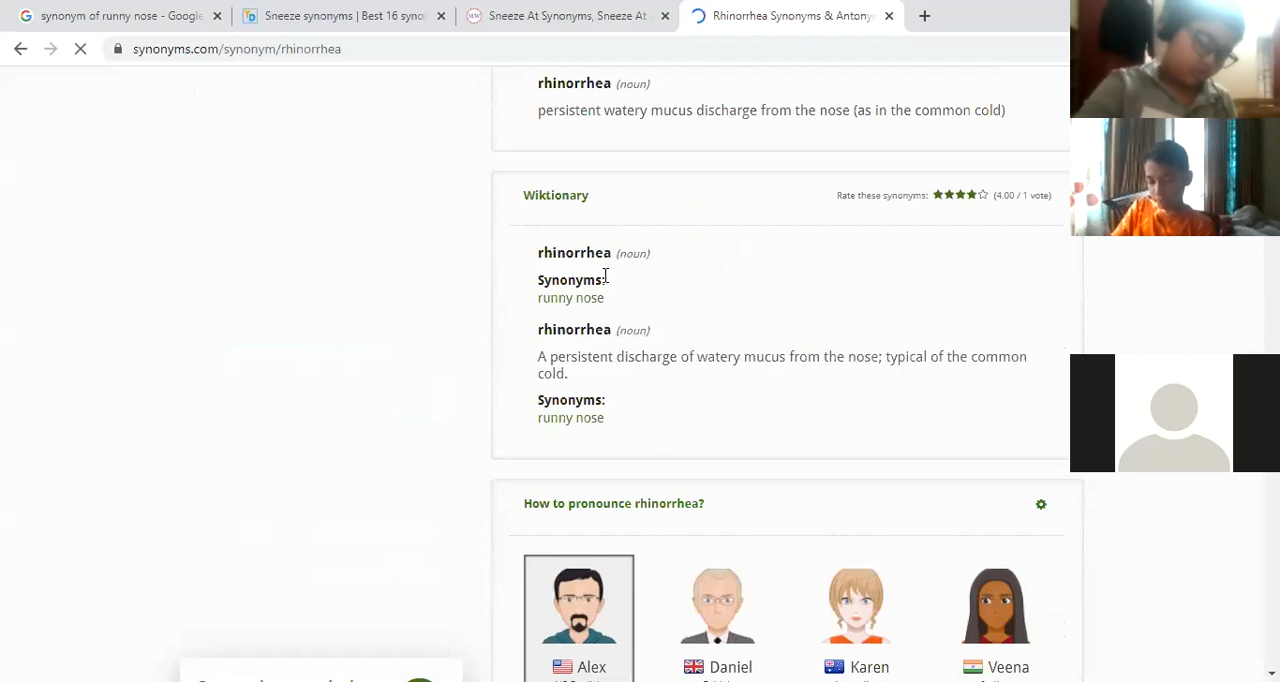 synonym of runny nose - Google
Sneeze synonyms | Best 16 syno
Sneeze At Synonyms, Sneeze At
Rhinorrhea Synonyms & Antonym
synonyms.com/synonym/rhinorrhea
rhinorrhea (noun)
persistent watery mucus discharge from the nose (as in the common cold)
Wiktionary
Rate these synonyms: (4.00 / 1 vote)
rhinorrhea (noun)
Synonyms:
runny nose
rhinorrhea (noun)
A persistent discharge of watery mucus from the nose; typical of the common
cold.
Synonyms:
runny nose
How to pronounce rhinorrhea?
Alex
Daniel
Karen
Veena